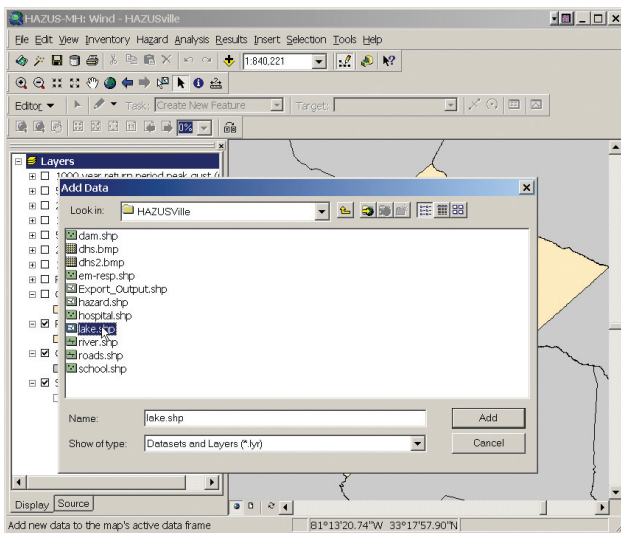 HAZUS-MH: Wind - HAZUSville
File Edit View Inventory Hazard Analysis Results Insert Selection Tools Help
1:840,221
Editor Task: Create New Feature Target:
0%
Layers
1000 year return period peak gust (
Add Data
Look in: HAZUSVille
dam.shp
dhs.bmp
dhs2.bmp
em-resp.shp
Export_Output.shp
hazard.shp
hospital.shp
lake.shp
river.shp
roads.shp
school.shp
Name: lake.shp Add
Show of type: Datasets and Layers (*.lyr) Cancel
Display Source
Add new data to the map's active data frame 81°13'20.74"W 33°17'57.90"N